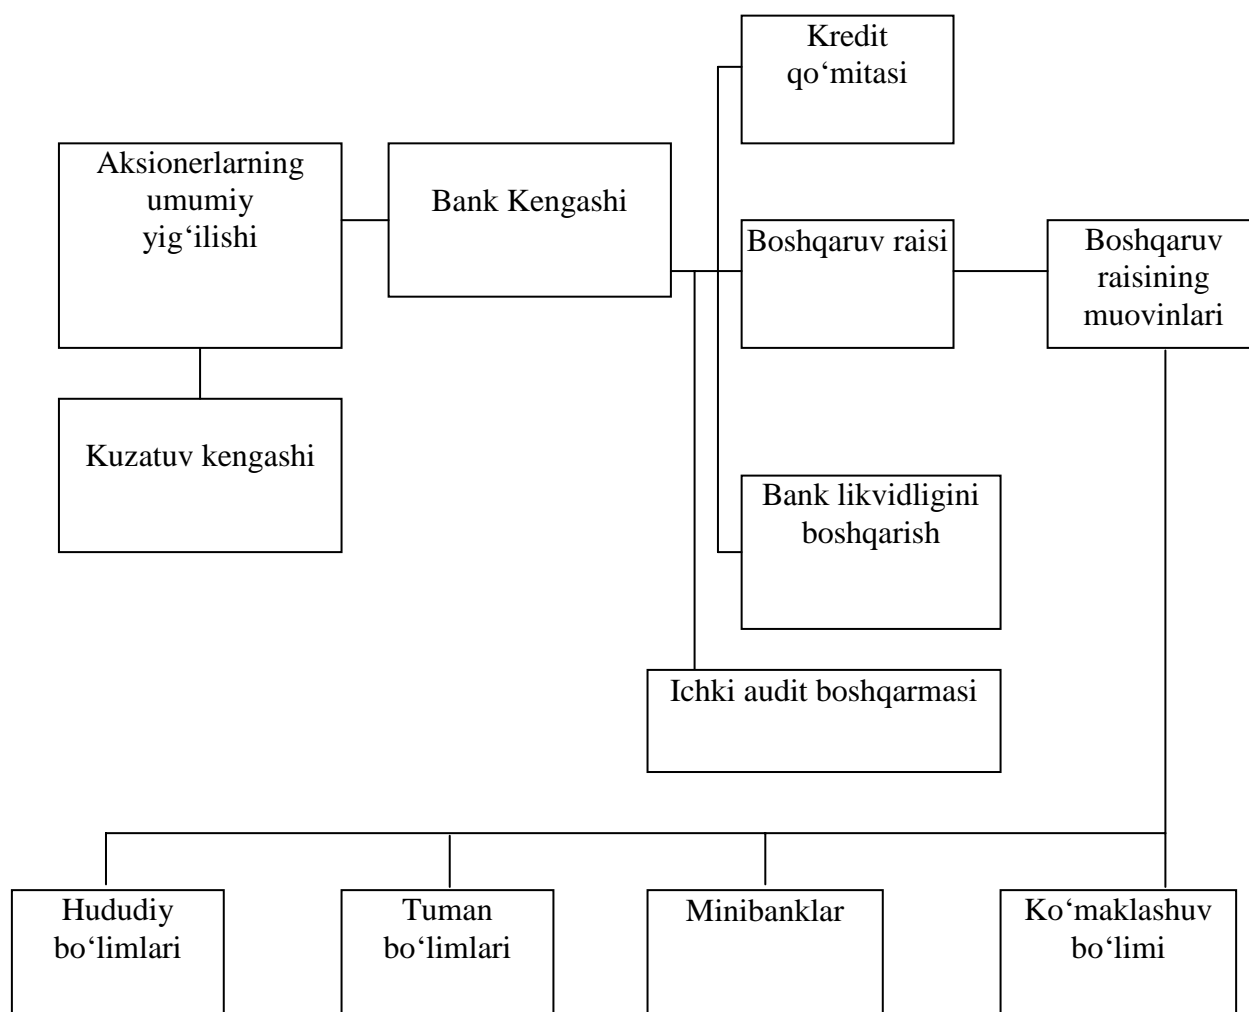 Kredit
qo‘mitasi
Aksionerlarning
umumiy
yig‘ilishi
Bank Kengashi
Boshqaruv raisi
Boshqaruv
raisining
muovinlari
Kuzatuv kengashi
Bank likvidligini
boshqarish
Ichki audit boshqarmasi
Hududiy
bo‘limlari
Tuman
bo‘limlari
Minibanklar
Ko‘maklashuv
bo‘limi